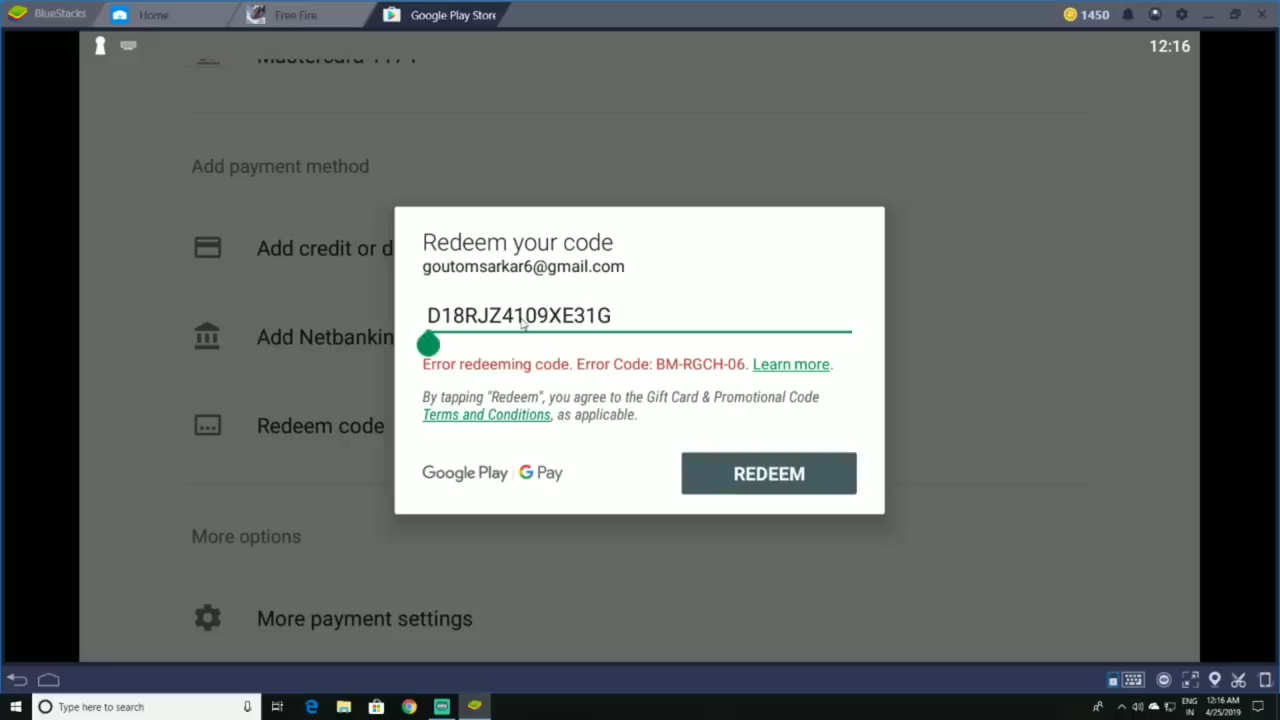 BlueStacks
Home
Free Fire
Google Play Store
1450
12:16
Add payment method
Redeem your code
goutomsarkar6@gmail.com
Add credit or d
D18RJZ4109XE31G
Add Netbankin
Error redeeming code. Error Code: BM-RGCH-06. Learn more.
By tapping "Redeem", you agree to the Gift Card & Promotional Code
Terms and Conditions, as applicable.
Redeem code
Google Play | G Pay
REDEEM
More options
More payment settings
Type here to search
ENG
IN
12:16 AM
4/25/2019